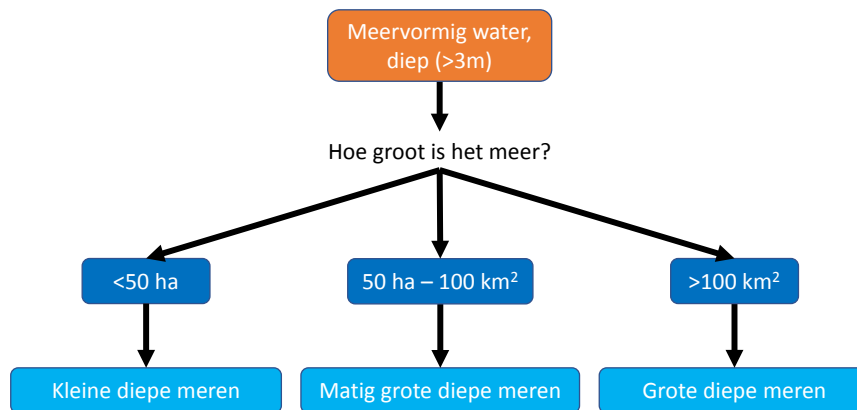 Meervormig water,
diep (>3m)
Hoe groot is het meer?
<50 ha
50 ha – 100 km²
>100 km²
Kleine diepe meren
Matig grote diepe meren
Grote diepe meren